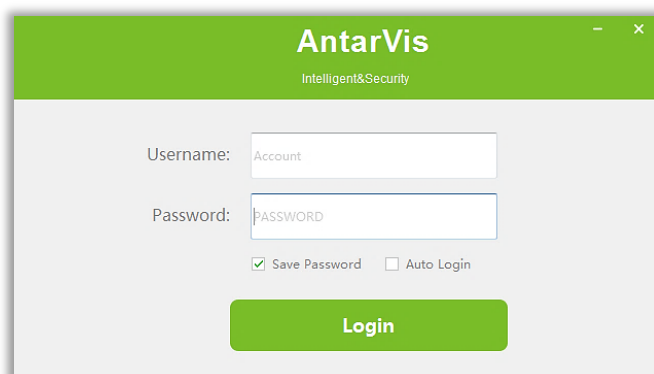 AntarVis
Intelligent&Security
Username: Account
Password: PASSWORD
Save Password Auto Login
Login